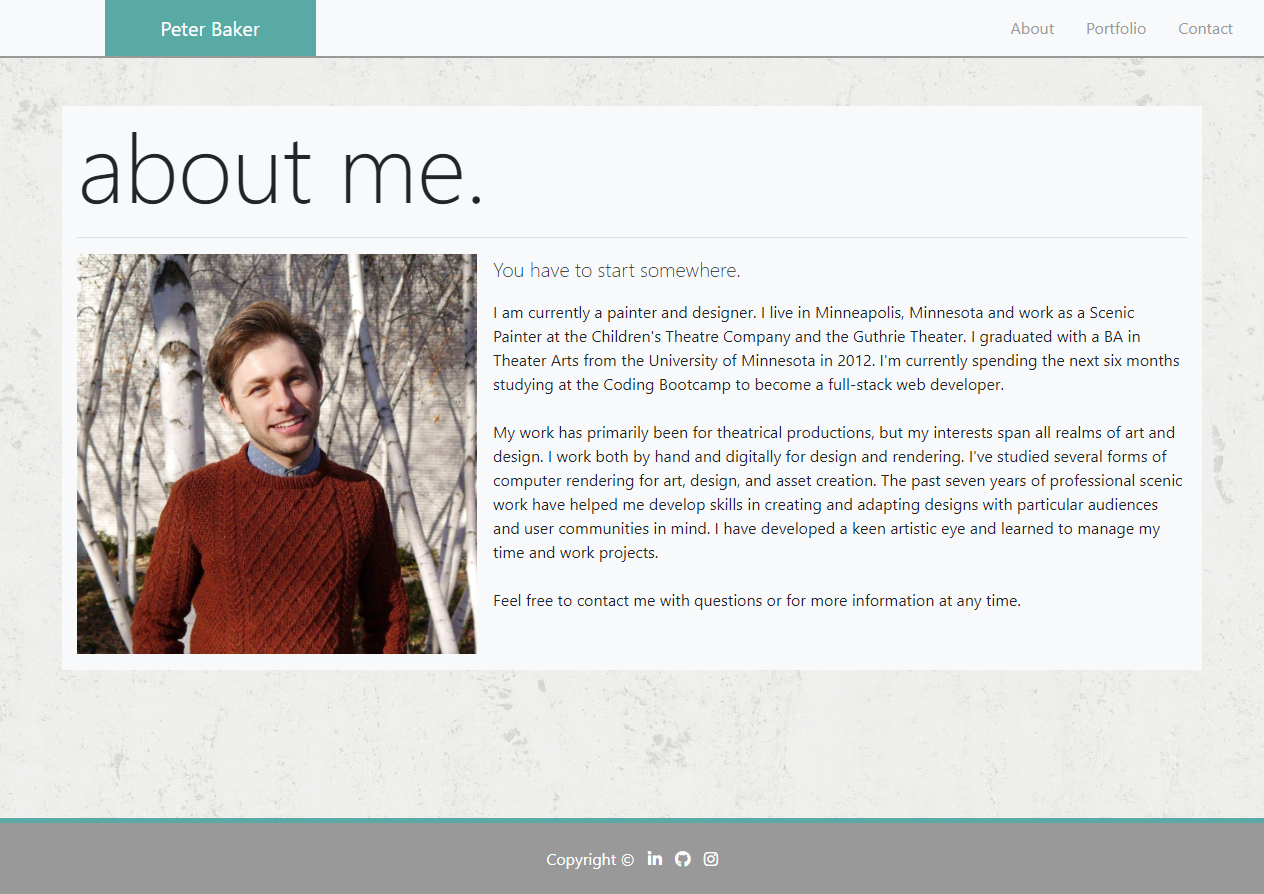 Peter Baker
About Portfolio Contact
about me.
You have to start somewhere.
I am currently a painter and designer. I live in Minneapolis, Minnesota and work as a Scenic
Painter at the Children's Theatre Company and the Guthrie Theater. I graduated with a BA in
Theater Arts from the University of Minnesota in 2012. I'm currently spending the next six months
studying at the Coding Bootcamp to become a full-stack web developer.
My work has primarily been for theatrical productions, but my interests span all realms of art and
design. I work both by hand and digitally for design and rendering. I've studied several forms of
computer rendering for art, design, and asset creation. The past seven years of professional scenic
work have helped me develop skills in creating and adapting designs with particular audiences
and user communities in mind. I have developed a keen artistic eye and learned to manage my
time and work projects.
Feel free to contact me with questions or for more information at any time.
Copyright © in